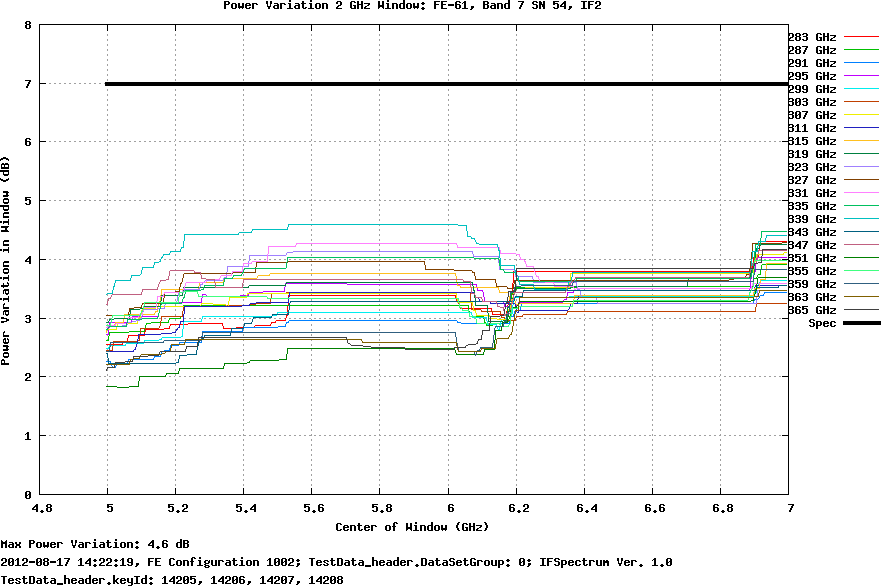 Power Variation 2 GHz Window: FE-61, Band 7 SN 54, IF2
8
7
6
5
4
3
2
1
0
Power Variation in Window (dB)
4.8 5 5.2 5.4 5.6 5.8 6 6.2 6.4 6.6 6.8 7
Center of Window (GHz)
283 GHz
287 GHz
291 GHz
295 GHz
299 GHz
303 GHz
307 GHz
311 GHz
315 GHz
319 GHz
323 GHz
327 GHz
331 GHz
335 GHz
339 GHz
343 GHz
347 GHz
351 GHz
355 GHz
359 GHz
363 GHz
365 GHz
Spec
Max Power Variation: 4.6 dB
2012-08-17 14:22:19, FE Configuration 1002; TestData_header.DataSetGroup: 0; IFSpectrum Ver. 1.0
TestData_header.keyId: 14205, 14206, 14207, 14208